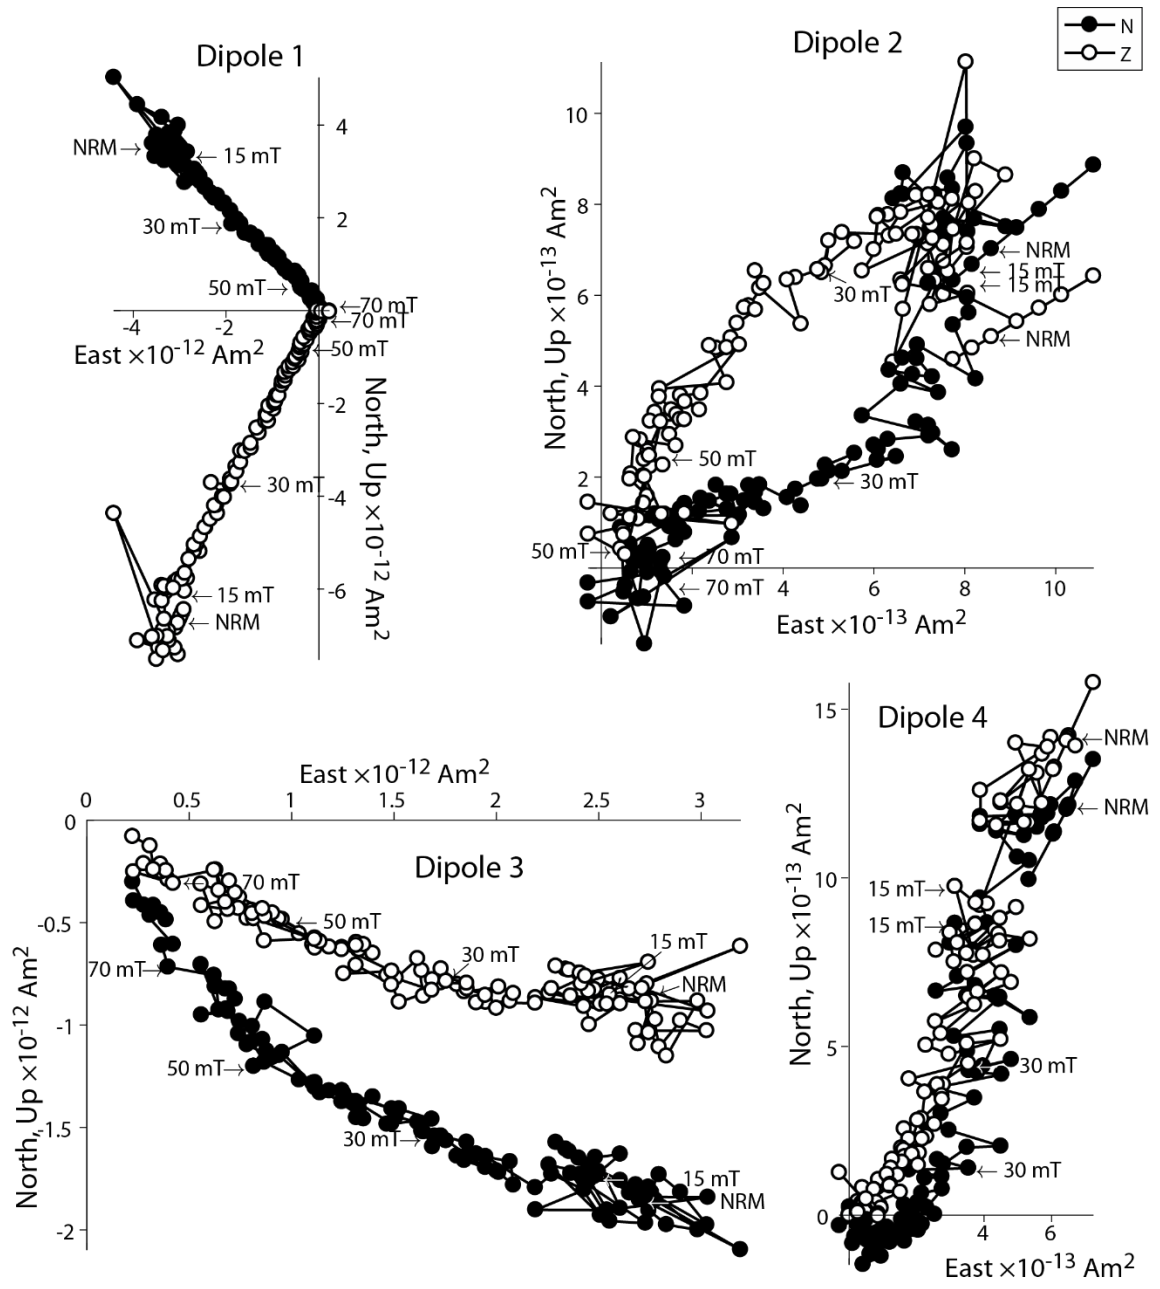 Dipole 1
4
2
-4
-2
-2
-4
-6
NRM
15 mT
30 mT
50 mT
70 mT
70 mT
50 mT
30 mT
15 mT
NRM
East ×10-12 Am2
North, Up ×10-12 Am2
Dipole 2
N
Z
10
8
6
4
2
4
6
8
10
NRM
15 mT
15 mT
NRM
30 mT
50 mT
30 mT
50 mT
70 mT
70 mT
North, Up ×10-13 Am2
East ×10-13 Am2
East ×10-12 Am2
0
0.5
1
1.5
2
2.5
3
0
-0.5
-1
-1.5
-2
Dipole 3
70 mT
50 mT
30 mT
15 mT
NRM
70 mT
50 mT
30 mT
15 mT
NRM
North, Up ×10-12 Am2
Dipole 4
15
10
5
0
4
6
NRM
NRM
15 mT
15 mT
30 mT
30 mT
North, Up ×10-13 Am2
East ×10-13 Am2